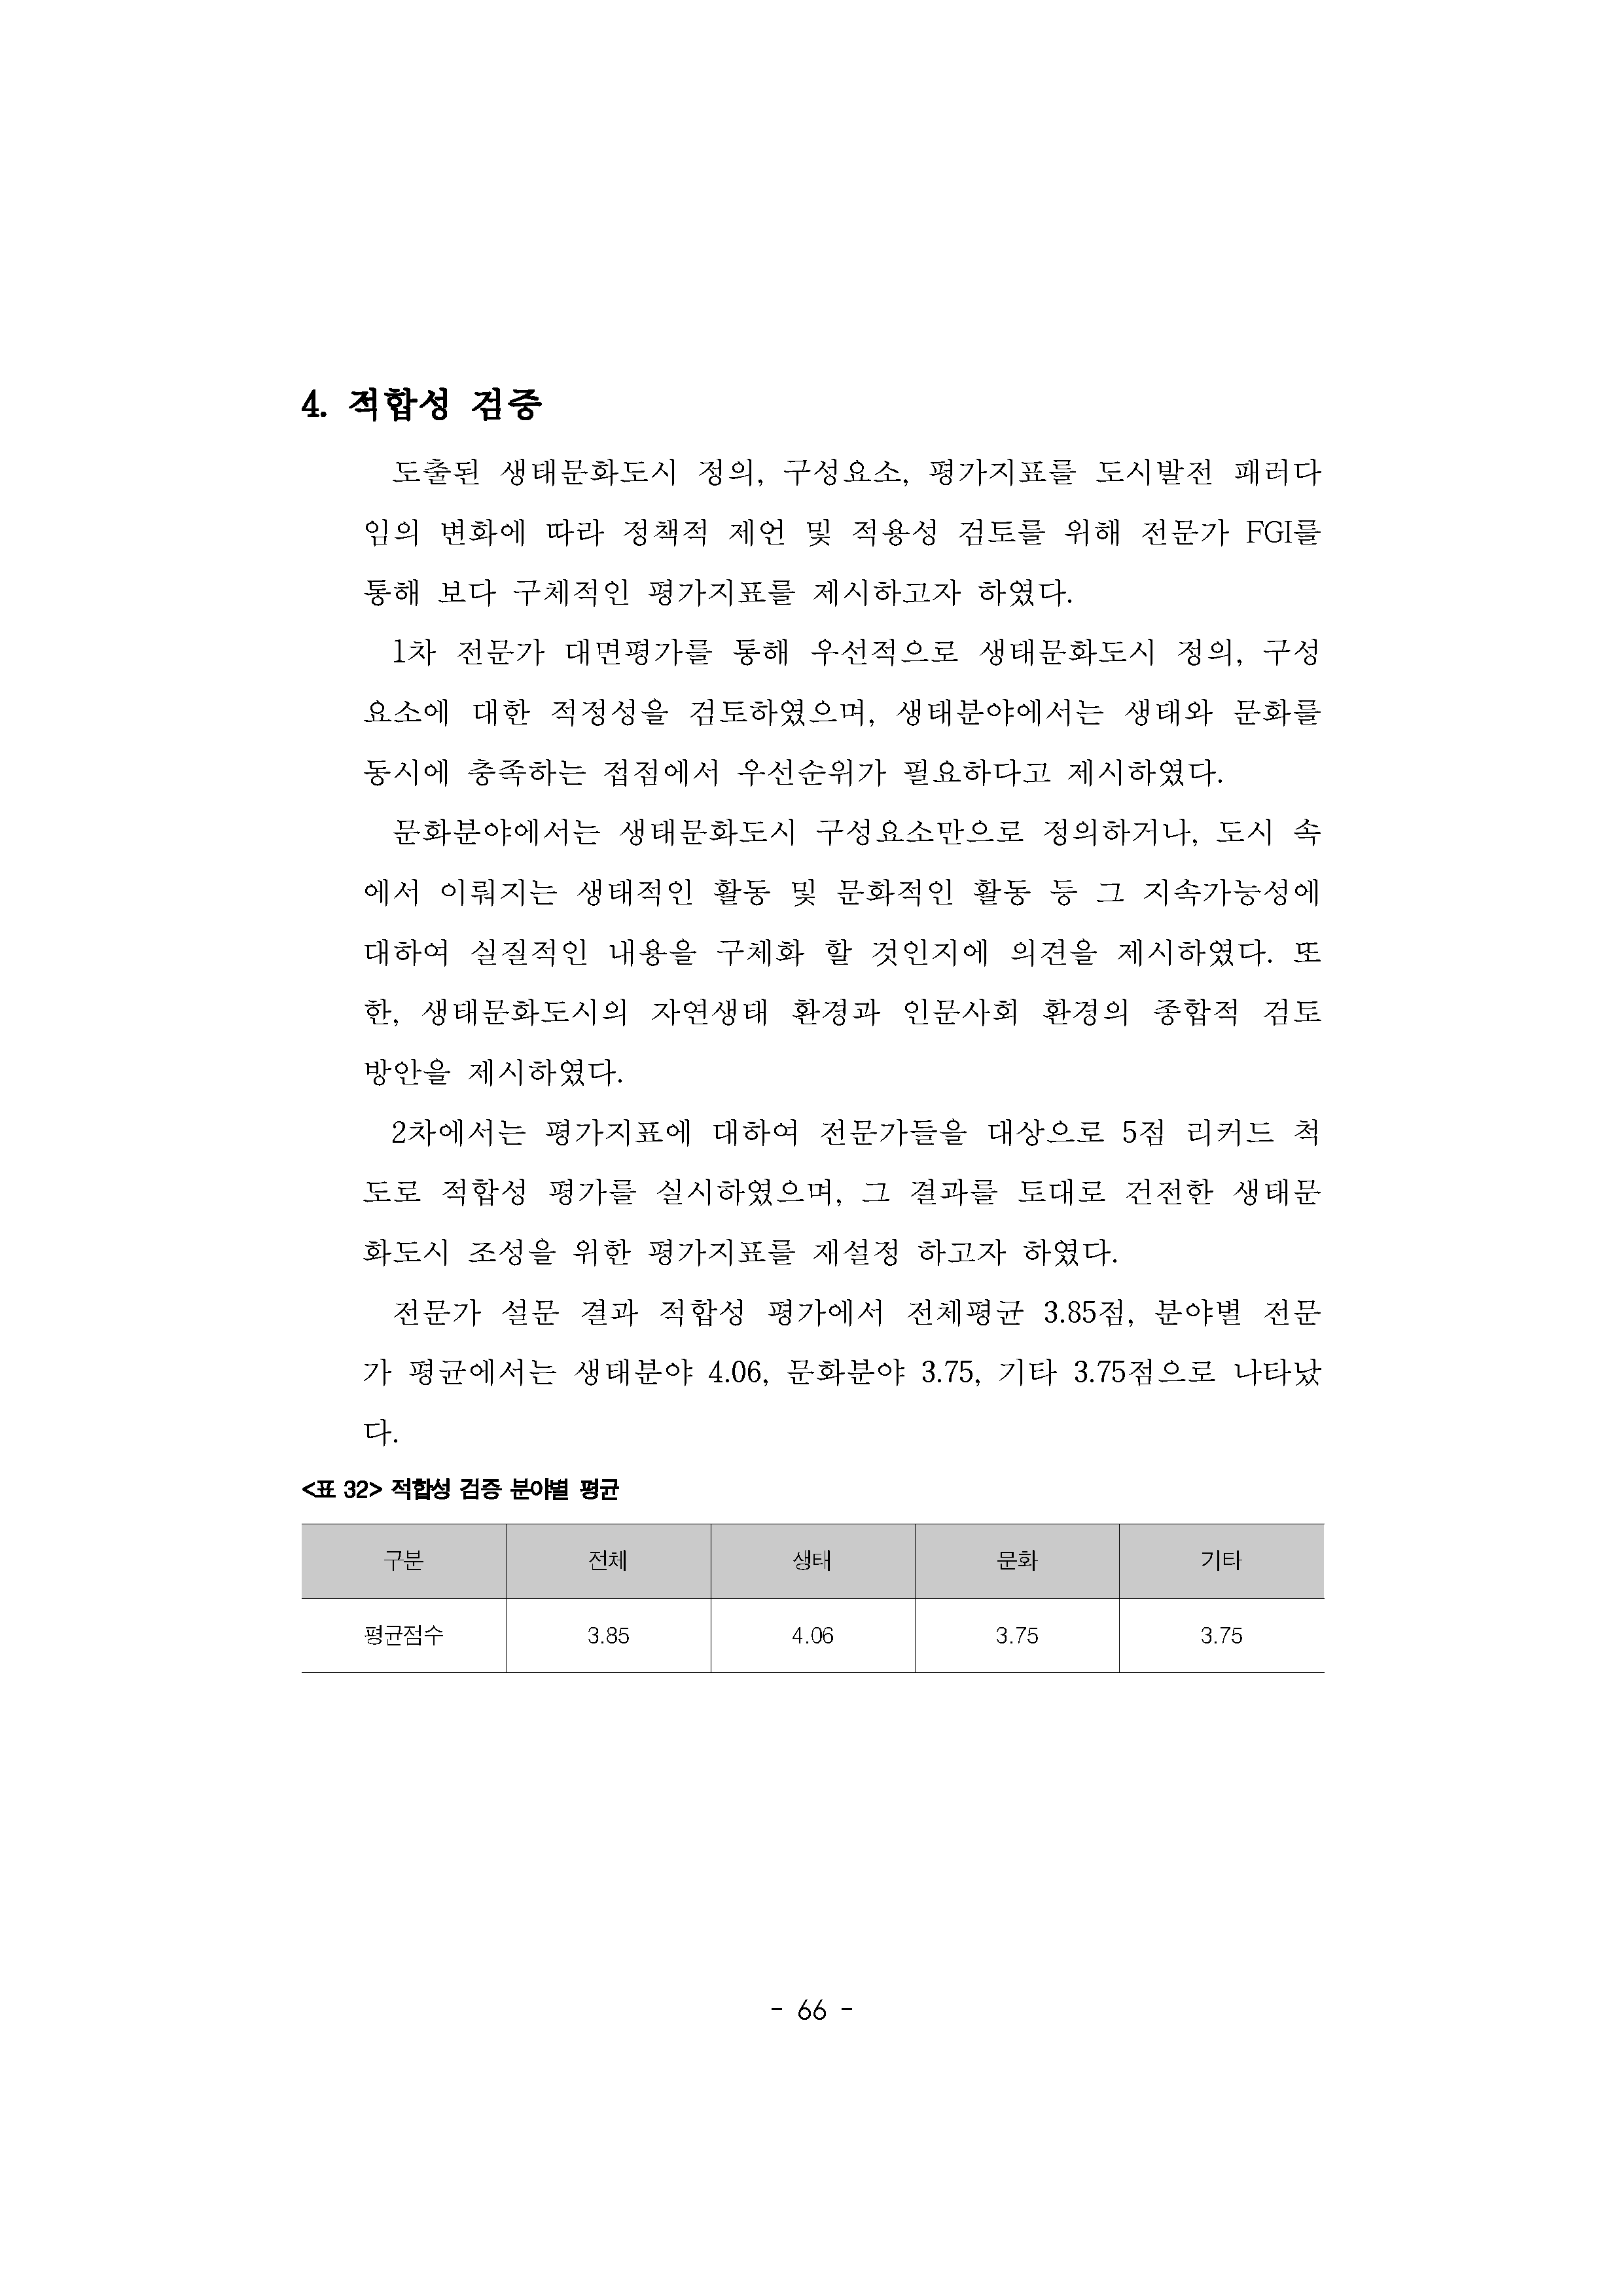 4. 적합성 검증
도출된 생태문화도시 정의, 구성요소, 평가지표를 도시발전 패러다
임의 변화에 따라 정책적 제언 및 적용성 검토를 위해 전문가 FGI를
통해 보다 구체적인 평가지표를 제시하고자 하였다.
1차 전문가 대면평가를 통해 우선적으로 생태문화도시 정의, 구성
요소에 대한 적정성을 검토하였으며, 생태분야에서는 생태와 문화를
동시에 충족하는 접점에서 우선순위가 필요하다고 제시하였다.
문화분야에서는 생태문화도시 구성요소만으로 정의하거나, 도시 속
에서 이뤄지는 생태적인 활동 및 문화적인 활동 등 그 지속가능성에
대하여 실질적인 내용을 구체화 할 것인지에 의견을 제시하였다. 또
한, 생태문화도시의 자연생태 환경과 인문사회 환경의 종합적 검토
방안을 제시하였다.
2차에서는 평가지표에 대하여 전문가들을 대상으로 5점 리커드 척
도로 적합성 평가를 실시하였으며, 그 결과를 토대로 건전한 생태문
화도시 조성을 위한 평가지표를 재설정 하고자 하였다.
전문가 설문 결과 적합성 평가에서 전체평균 3.85점, 분야별 전문
가 평균에서는 생태분야 4.06, 문화분야 3.75, 기타 3.75점으로 나타났
다.
<표 32> 적합성 검증 분야별 평균
구분 전체 생태 문화 기타
평균점수 3.85 4.06 3.75 3.75
- 66 -